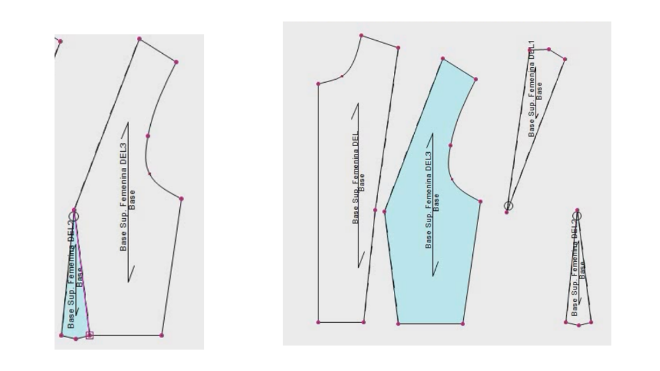 Base Sup. Femenina DEL2
Base
Base Sup. Femenina DEL3
Base
Base Sup. Femenina DEL
Base
Base Sup. Femenina DEL3
Base
Base Sup. Femenina DEL1
Base
Base Sup. Femenina DEL2
Base